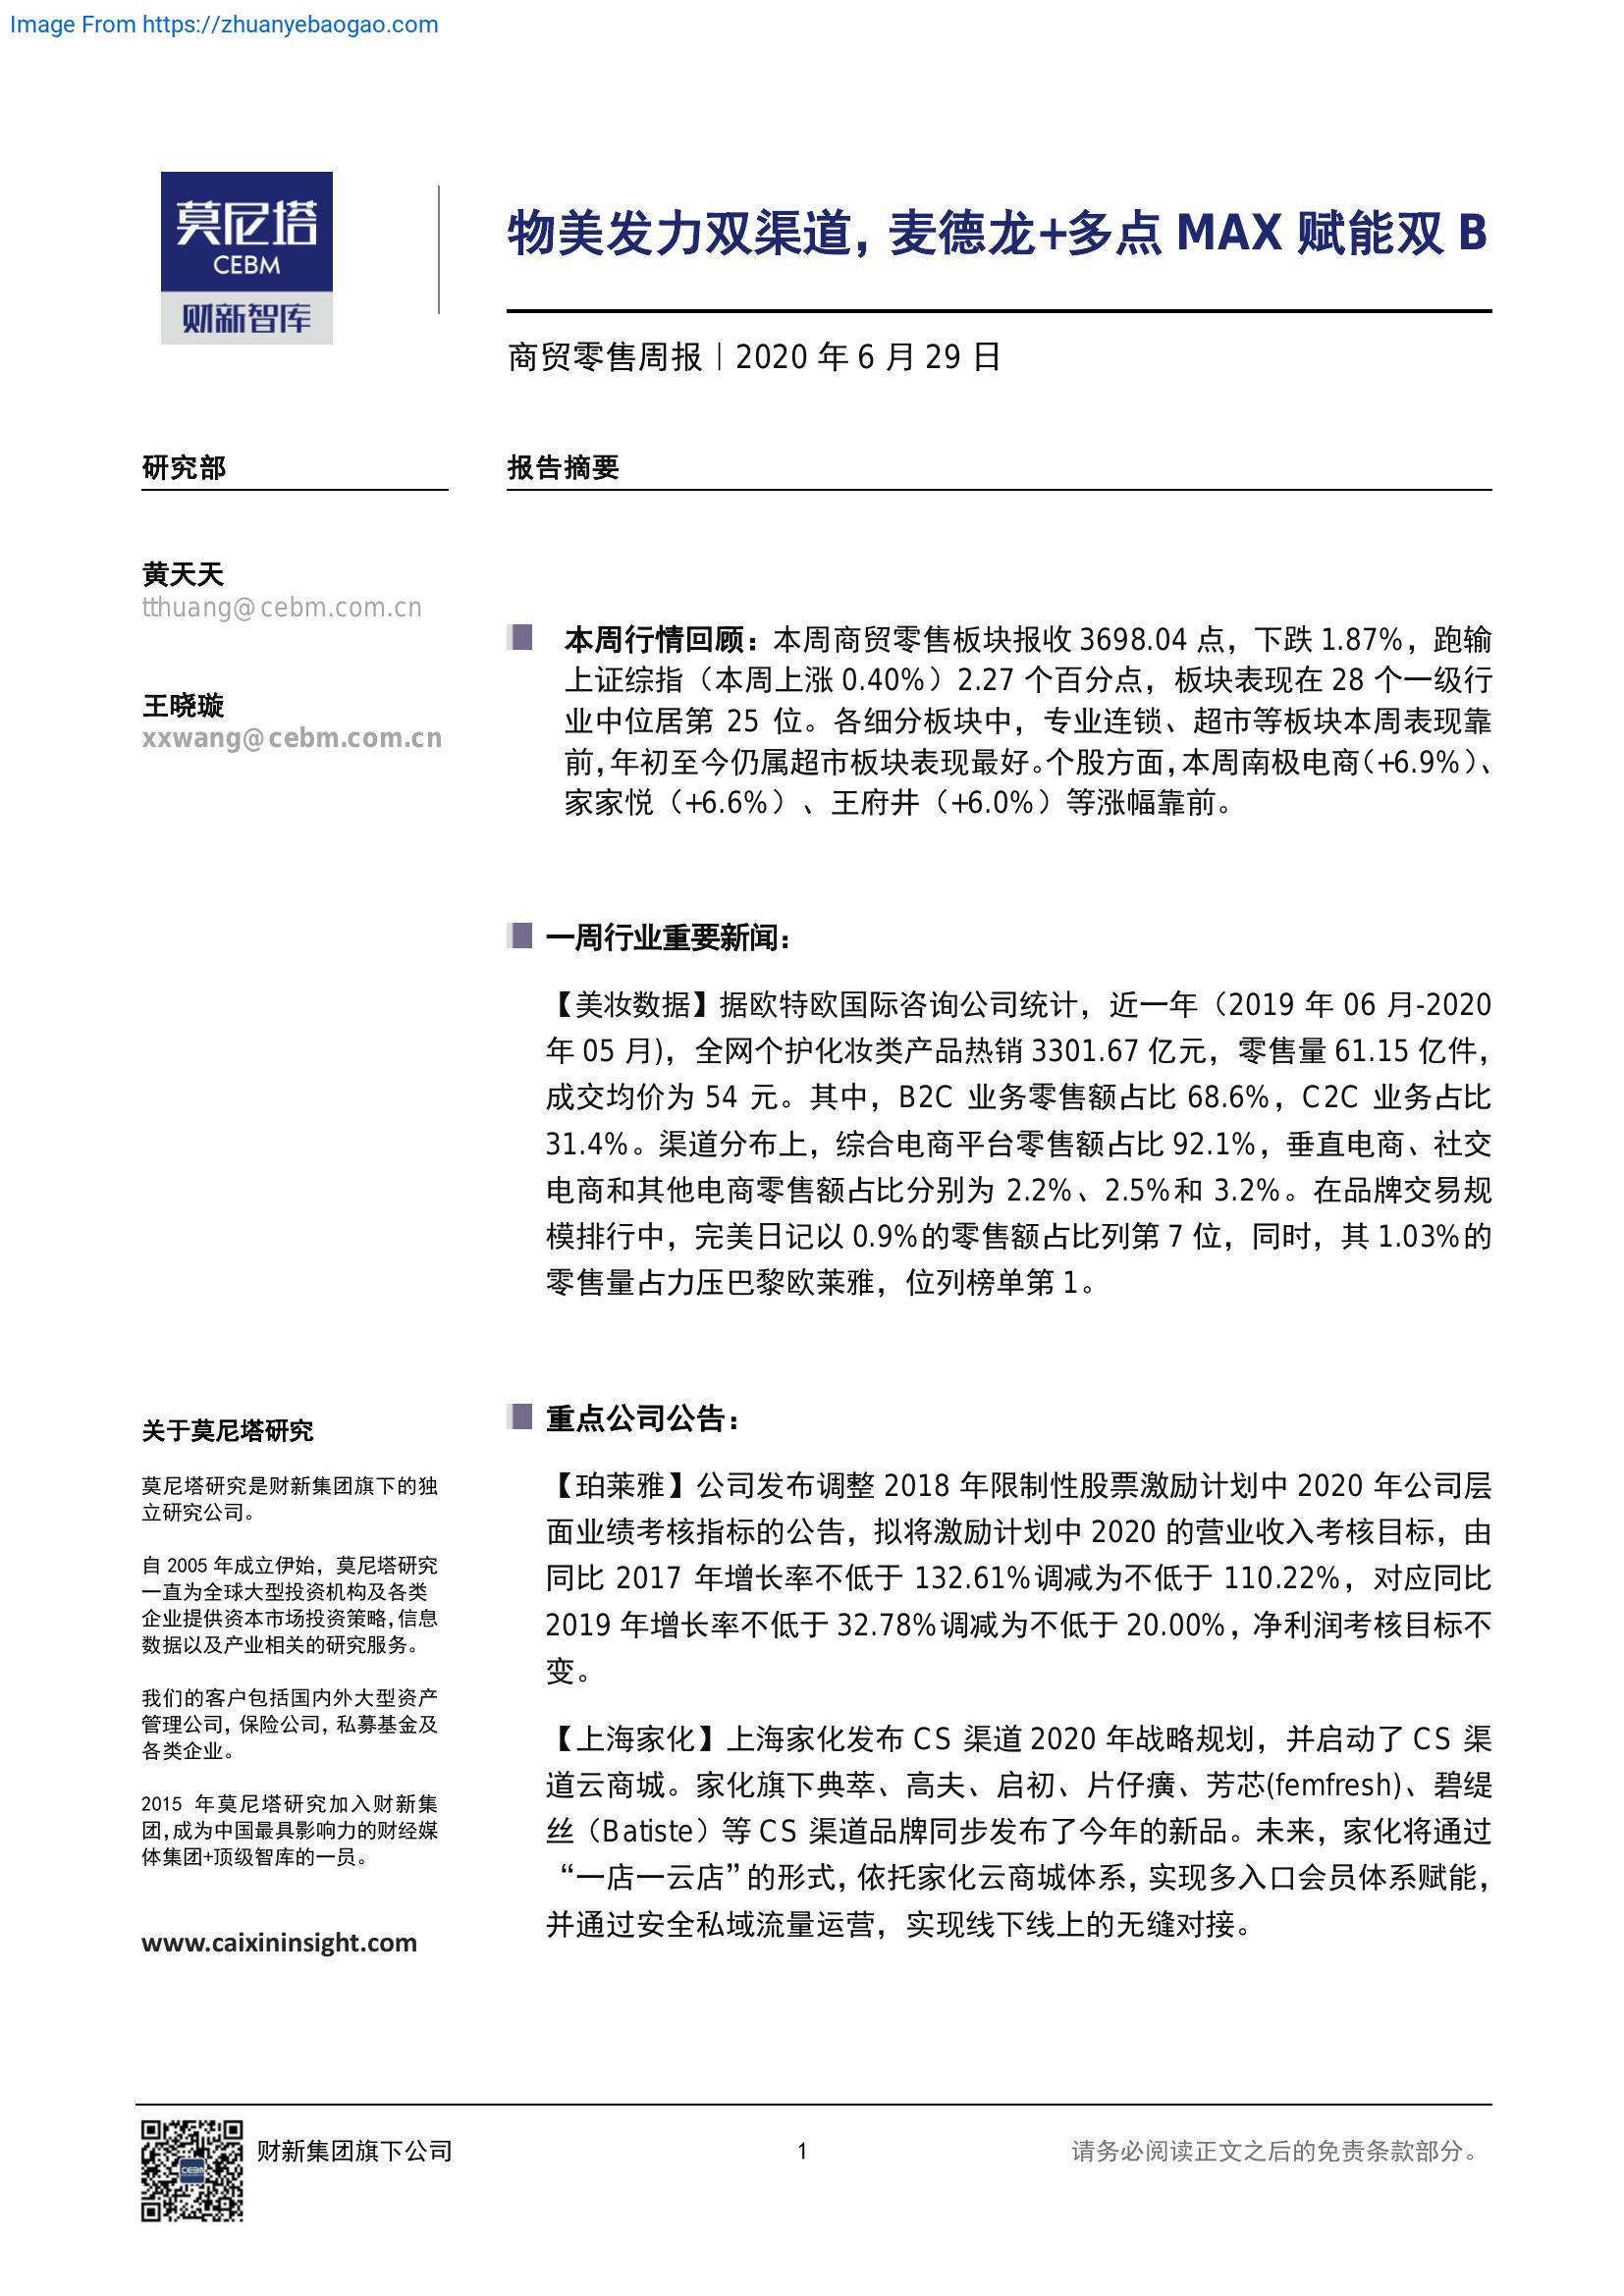 Image From https://zhuanyebaogao.com
莫尼塔
CEBM
财新智库
物美发力双渠道，麦德龙+多点 MAX 赋能双 B
商贸零售周报｜2020 年 6 月 29 日
研究部
黄天天
tthuang@cebm.com.cn
王晓璇
xxwang@cebm.com.cn
报告摘要
本周行情回顾：本周商贸零售板块报收 3698.04 点，下跌 1.87%，跑输
上证综指（本周上涨 0.40%）2.27 个百分点，板块表现在 28 个一级行
业中位居第 25 位。各细分板块中，专业连锁、超市等板块本周表现靠
前，年初至今仍属超市板块表现最好。个股方面，本周南极电商（+6.9%）、
家家悦（+6.6%）、王府井（+6.0%）等涨幅靠前。
一周行业重要新闻：
【美妆数据】据欧特欧国际咨询公司统计，近一年（2019 年 06 月-2020
年 05 月)，全网个护化妆类产品热销 3301.67 亿元，零售量 61.15 亿件，
成交均价为 54 元。其中，B2C 业务零售额占比 68.6%，C2C 业务占比
31.4%。渠道分布上，综合电商平台零售额占比 92.1%，垂直电商、社交
电商和其他电商零售额占比分别为 2.2%、2.5%和 3.2%。在品牌交易规
模排行中，完美日记以 0.9%的零售额占比列第 7 位，同时，其 1.03%的
零售量占力压巴黎欧莱雅，位列榜单第 1。
重点公司公告：
【珀莱雅】公司发布调整 2018 年限制性股票激励计划中 2020 年公司层
面业绩考核指标的公告，拟将激励计划中 2020 的营业收入考核目标，由
同比 2017 年增长率不低于 132.61%调减为不低于 110.22%，对应同比
2019 年增长率不低于 32.78%调减为不低于 20.00%，净利润考核目标不
变。
【上海家化】上海家化发布 CS 渠道 2020 年战略规划，并启动了 CS 渠
道云商城。家化旗下典萃、高夫、启初、片仔癀、芳芯(femfresh)、碧缇
丝（Batiste）等 CS 渠道品牌同步发布了今年的新品。未来，家化将通过
“一店一云店”的形式，依托家化云商城体系，实现多入口会员体系赋能，
并通过安全私域流量运营，实现线下线上的无缝对接。
关于莫尼塔研究
莫尼塔研究是财新集团旗下的独
立研究公司。
自 2005 年成立伊始，莫尼塔研究
一直为全球大型投资机构及各类
企业提供资本市场投资策略，信息
数据以及产业相关的研究服务。
我们的客户包括国内外大型资产
管理公司，保险公司，私募基金及
各类企业。
2015 年莫尼塔研究加入财新集
团，成为中国最具影响力的财经媒
体集团+顶级智库的一员。
www.caixininsight.com
CEBM
财新集团旗下公司
1
请务必阅读正文之后的免责条款部分。